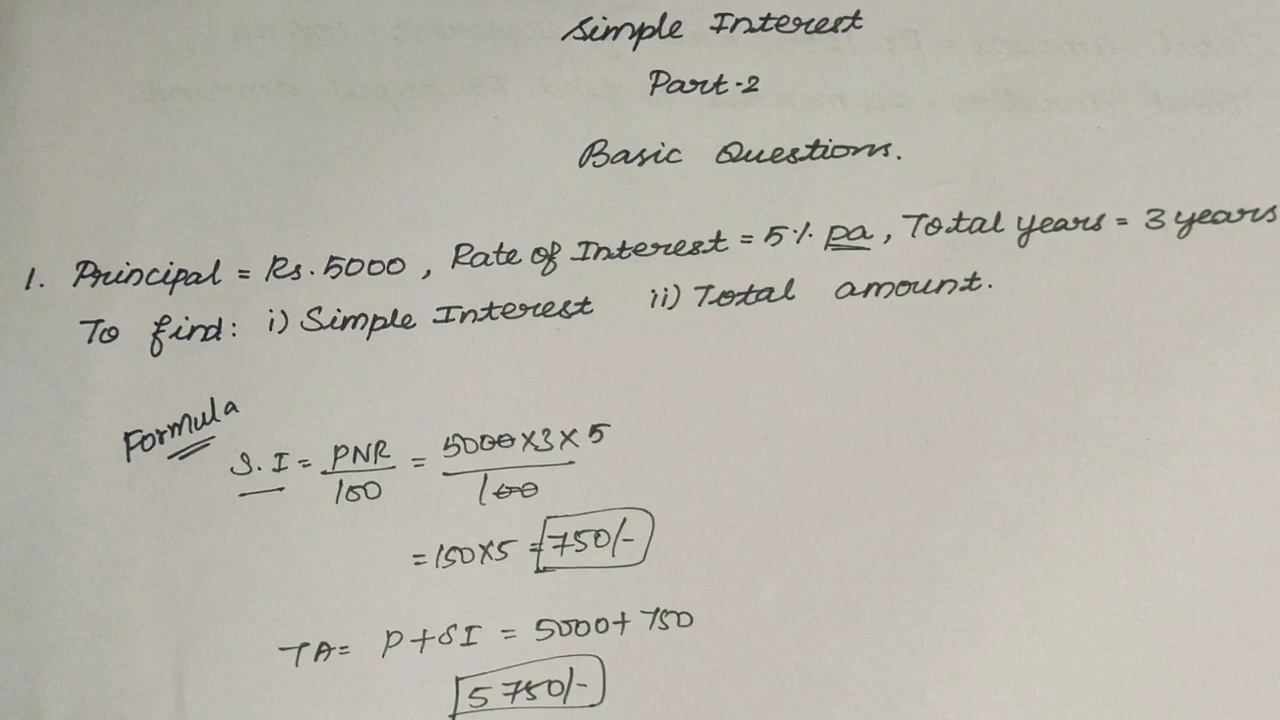 Simple Interest
Part-2
Basic Questions.
1. Principal = Rs. 5000, Rate of Interest = 5% pa, Total years = 3 years
To find: i) Simple Interest ii) Total amount.
Formula
S.I = PNR/100 = 5000×3×5/100
= 150×5 = 750/-
TA = P+SI = 5000+750
5750/-